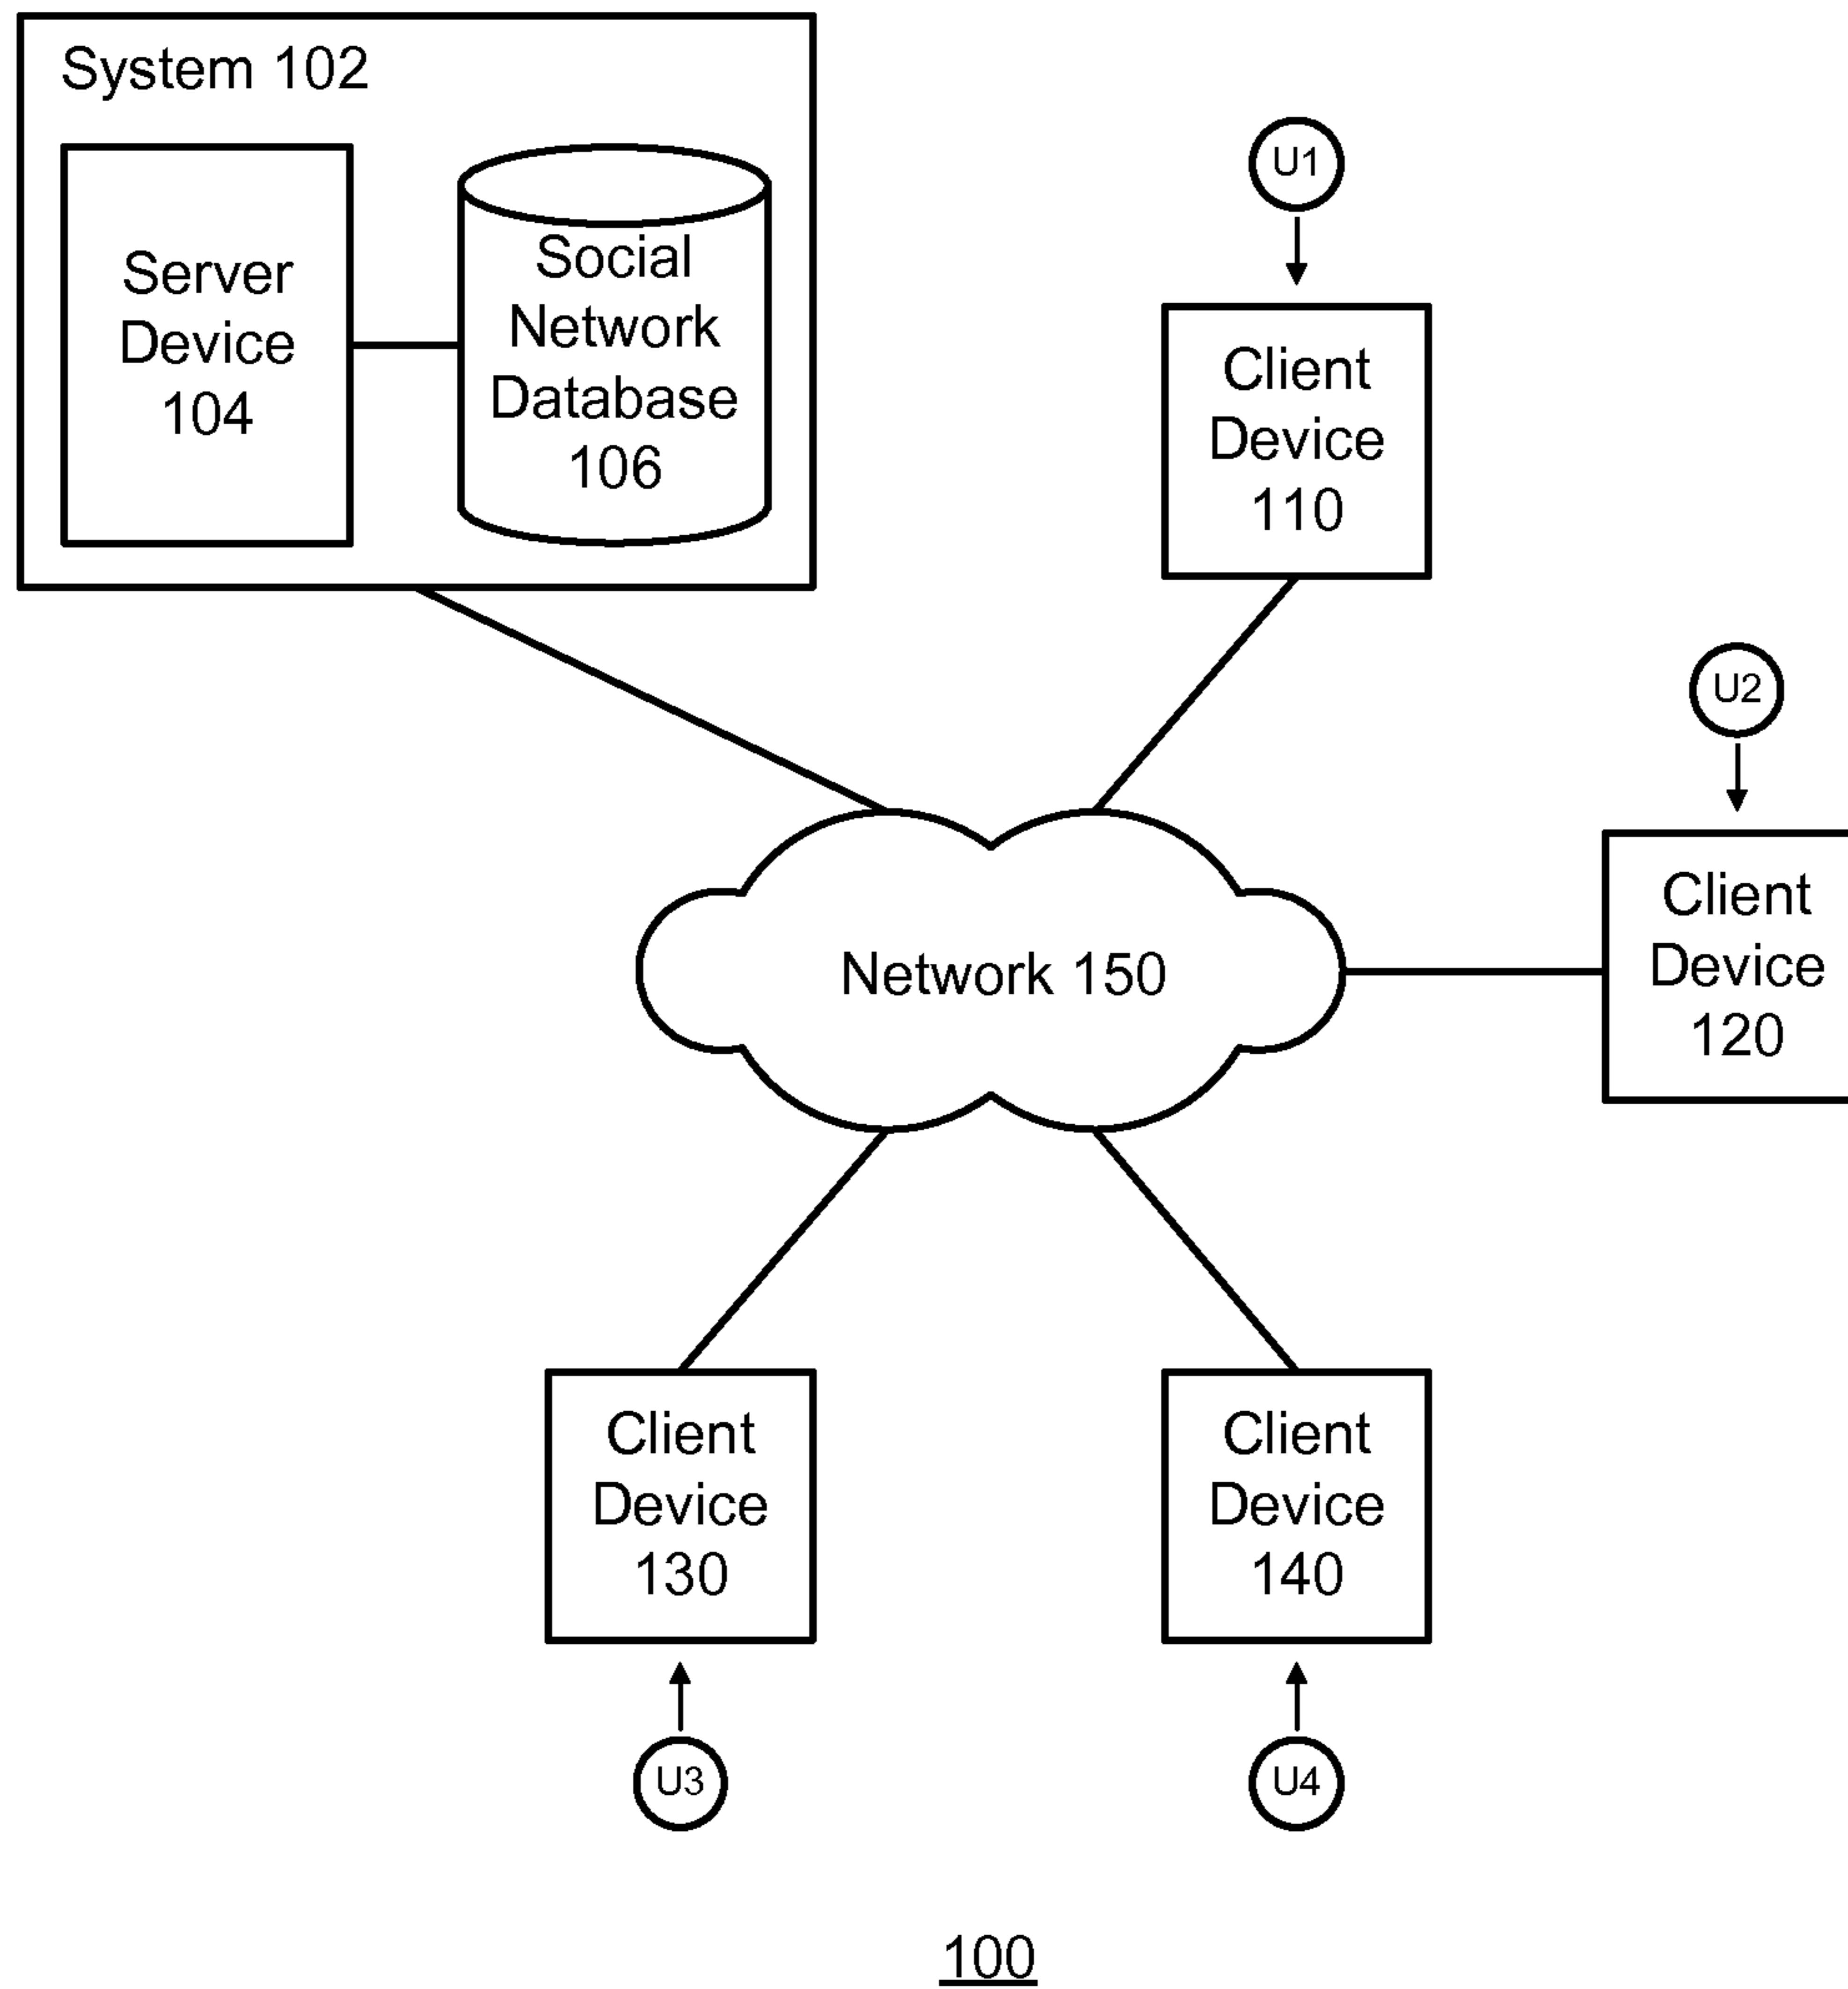 System 102
Server
Device
104
Social
Network
Database
106
U1
Client
Device
110
U2
Client
Device
120
Network 150
Client
Device
130
Client
Device
140
U3
U4
100